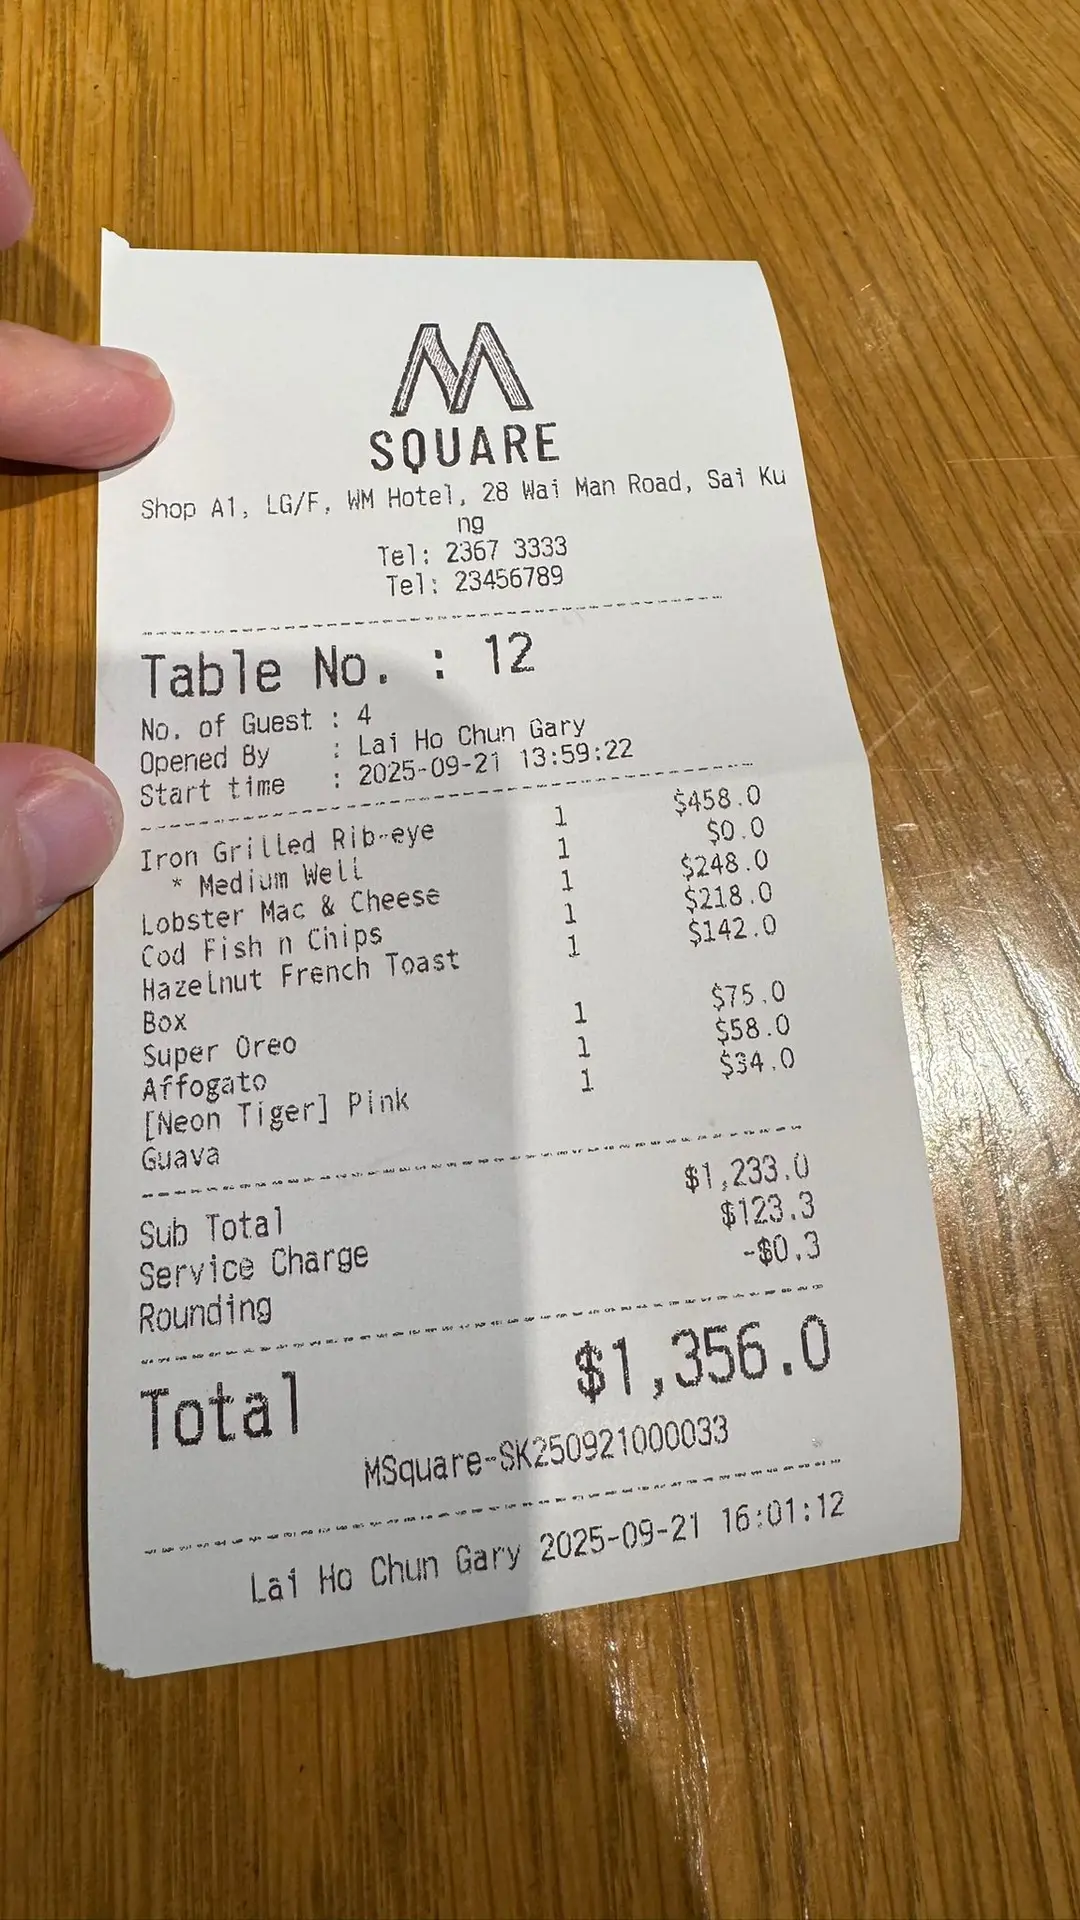 M
SQUARE
Shop A1, LG/F, WM Hotel, 28 Wai Man Road, Sai Ku
ng
Tel: 2367 3333
Tel: 23456789
Table No. : 12
No. of Guest : 4
Opened By : Lai Ho Chun Gary
Start time : 2025-09-21 13:59:22
Iron Grilled Rib-eye 1 $458.0
* Medium Well 1 $0.0
Lobster Mac & Cheese 1 $248.0
Cod Fish n Chips 1 $218.0
Hazelnut French Toast 1 $142.0
Box
Super Oreo 1 $75.0
Affogato 1 $58.0
[Neon Tiger] Pink 1 $34.0
Guava
Sub Total $1,233.0
Service Charge $123.3
Rounding -$0.3
Total $1,356.0
MSquare-SK250921000033
Lai Ho Chun Gary 2025-09-21 16:01:12